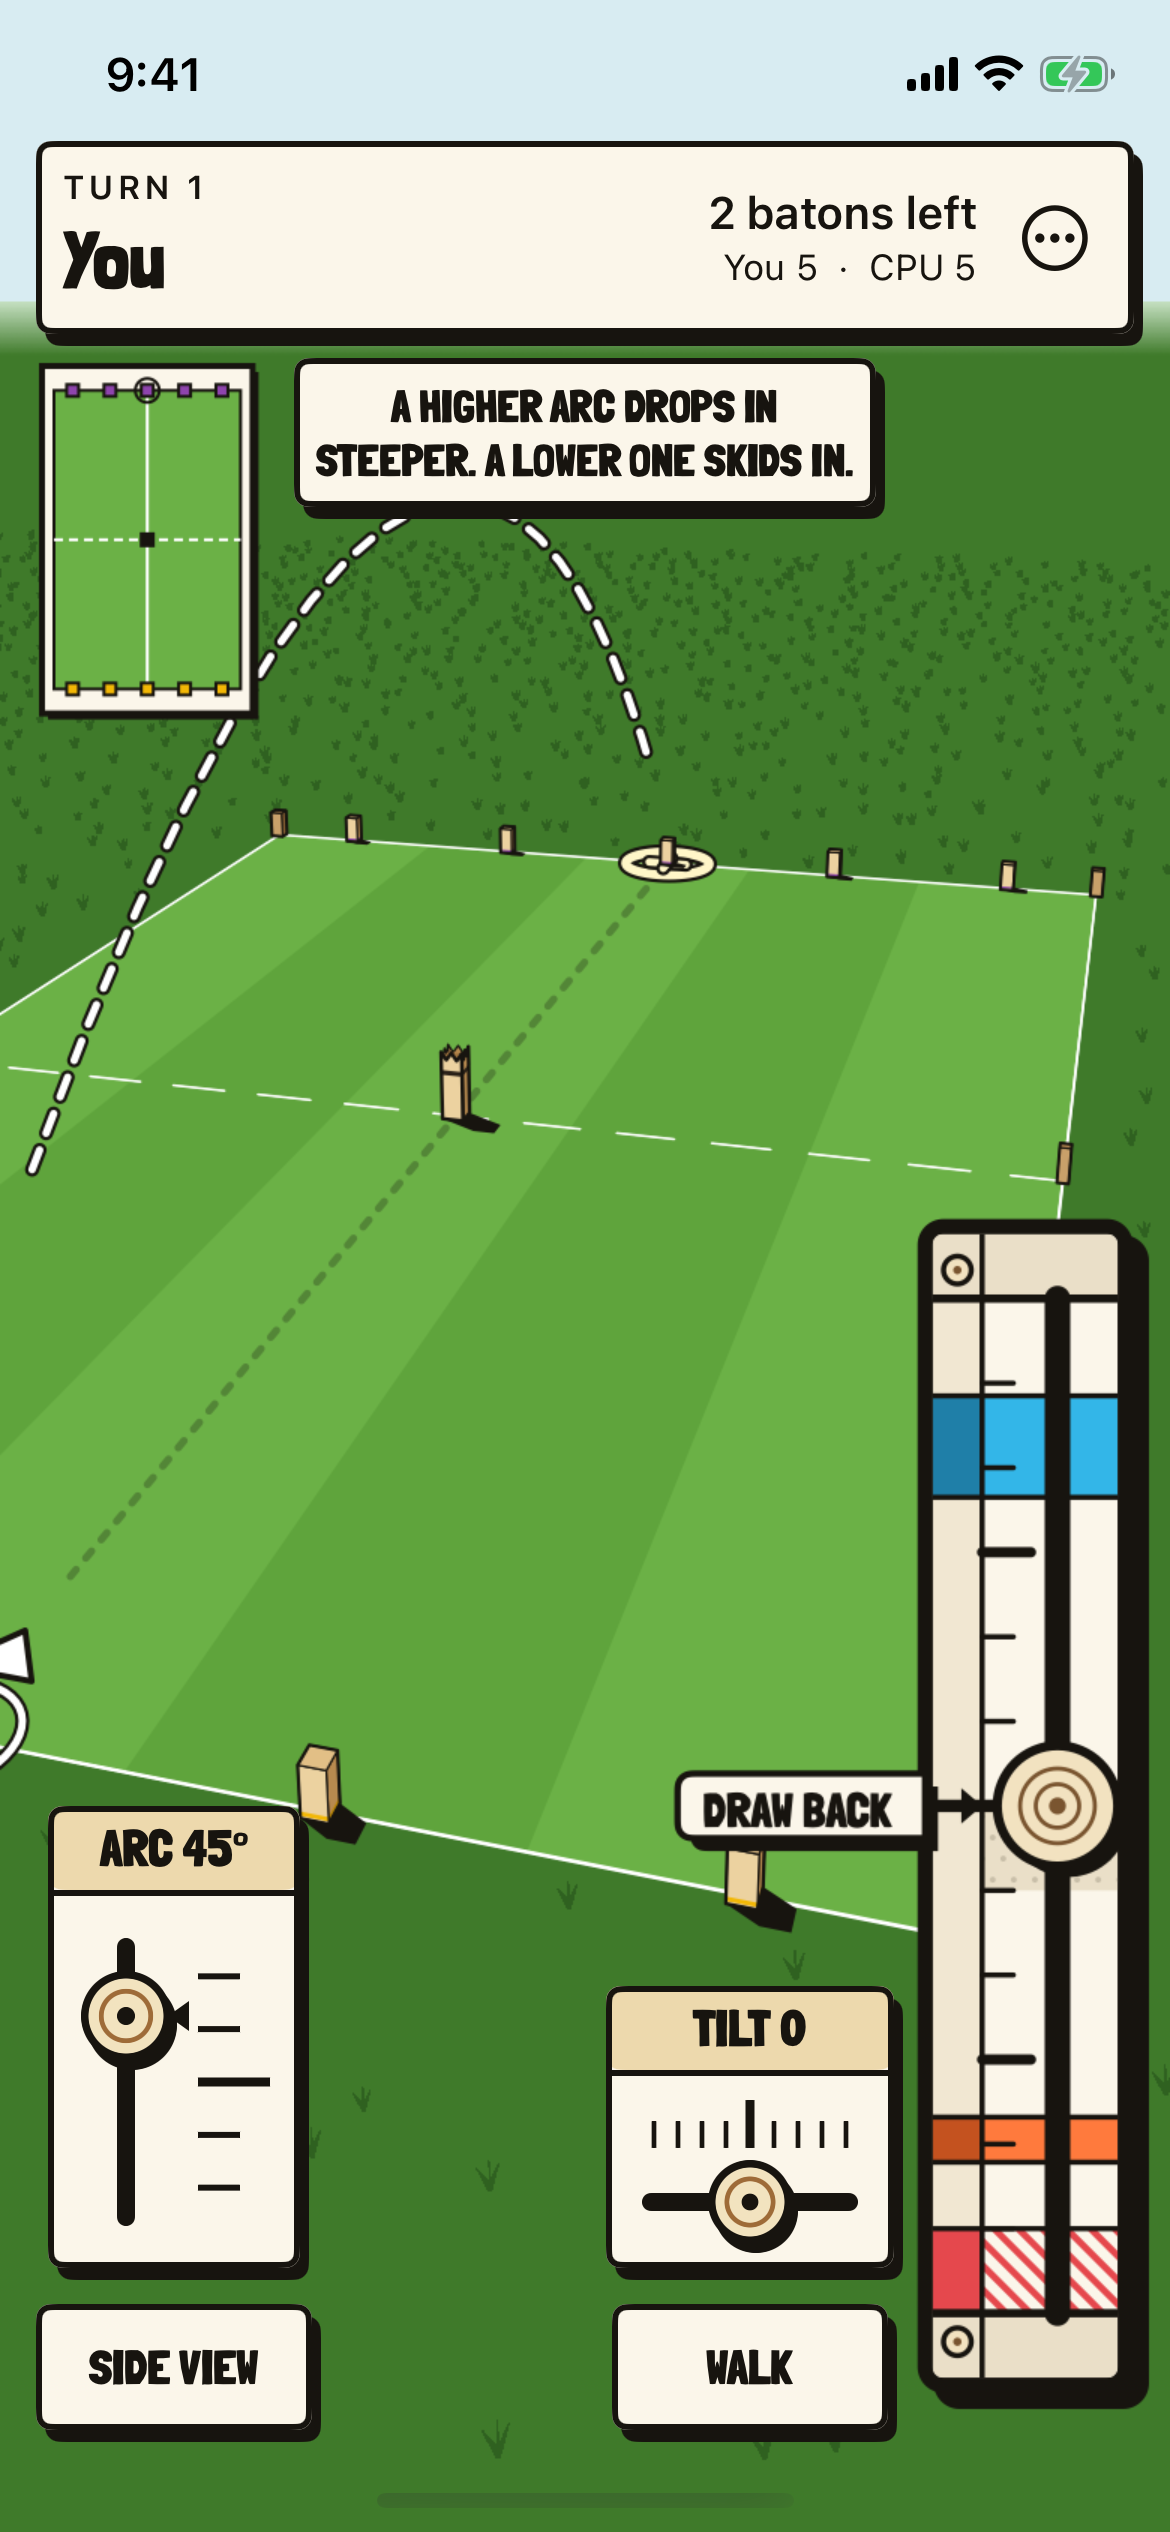 9:41
TURN 1
You
2 batons left
You 5 · CPU 5
A HIGHER ARC DROPS IN
STEEPER. A LOWER ONE SKIDS IN.
DRAW BACK
ARC 45°
TILT 0
SIDE VIEW
WALK